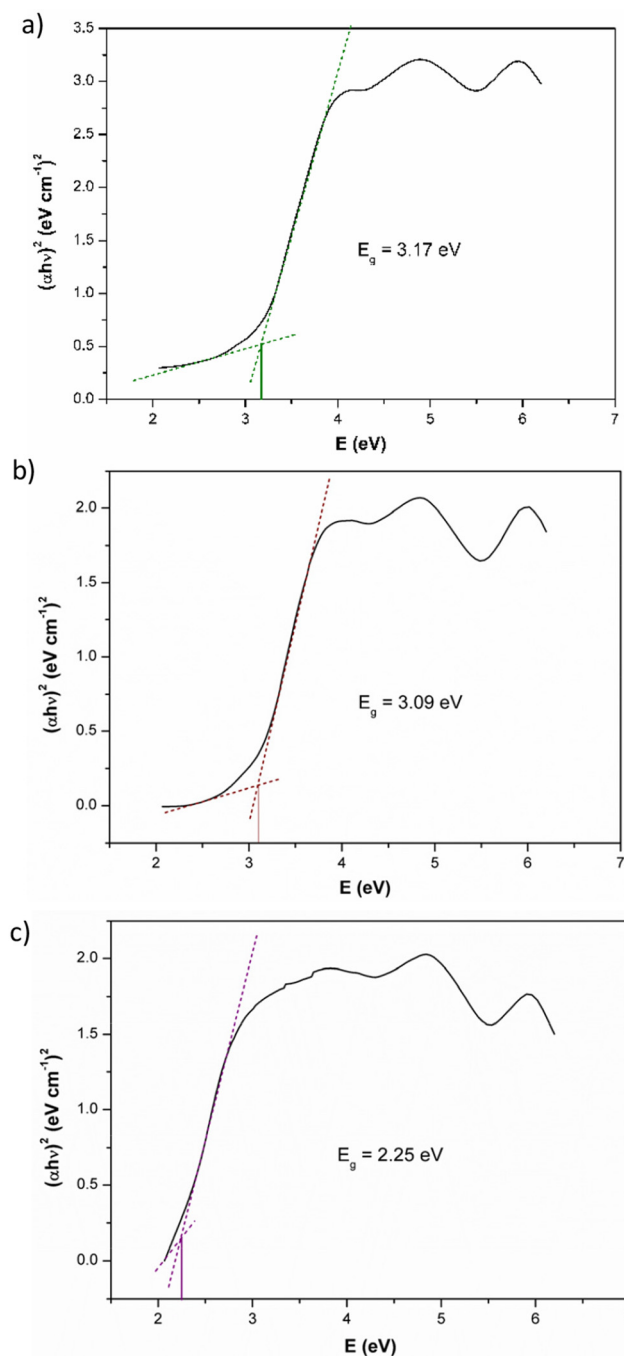 a)
3.5
3.0
2.5
2.0
1.5
1.0
0.5
0.0
(αhν)² (eV cm⁻¹)²
E_g = 3.17 eV
2 3 4 5 6 7
E (eV)
b)
2.0
1.5
1.0
0.5
0.0
(αhν)² (eV cm⁻¹)²
E_g = 3.09 eV
2 3 4 5 6 7
E (eV)
c)
2.0
1.5
1.0
0.5
0.0
(αhν)² (eV cm⁻¹)²
E_g = 2.25 eV
2 3 4 5 6
E (eV)